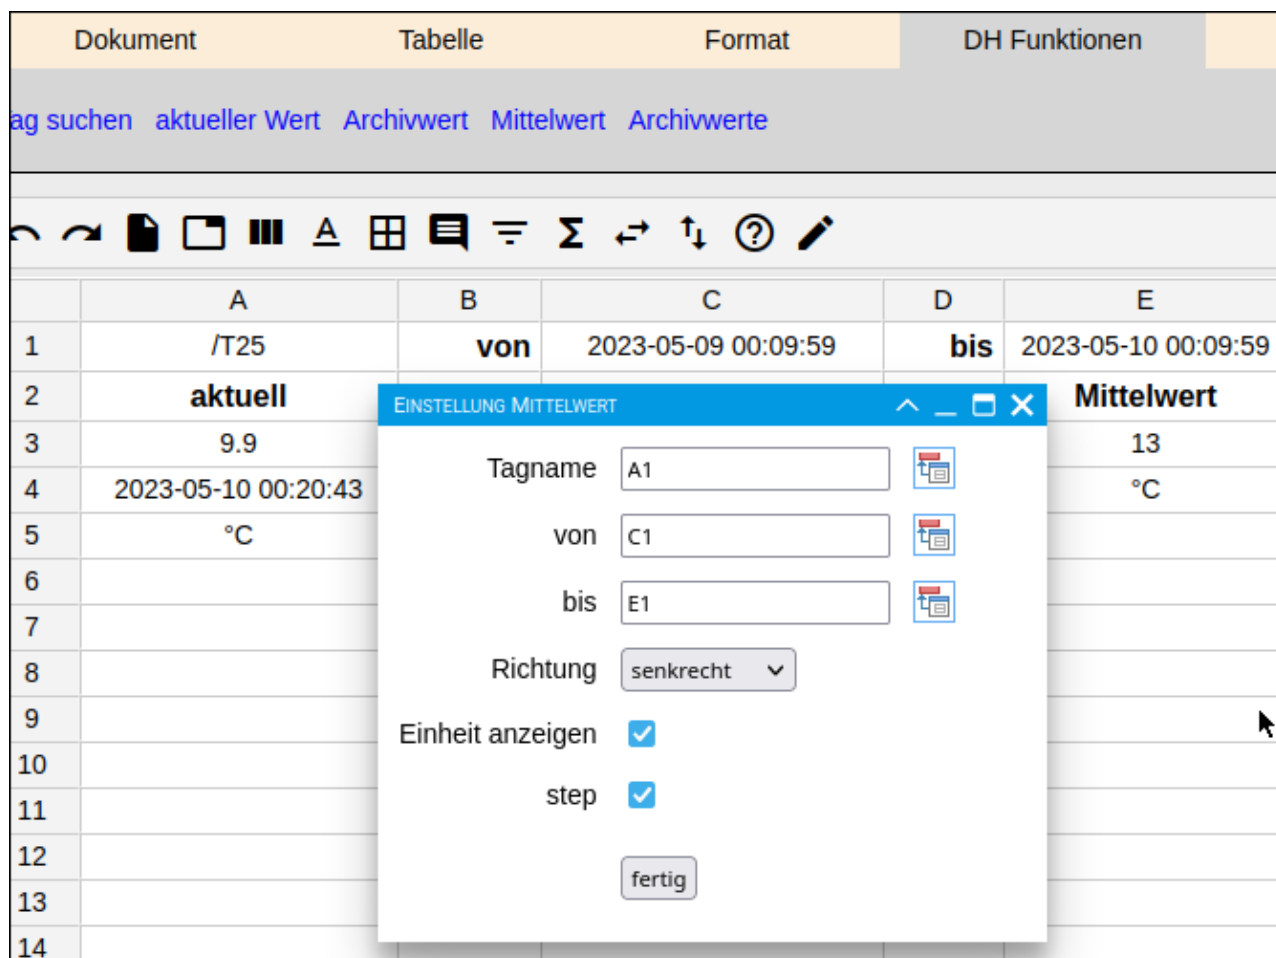 Dokument Tabelle Format DH Funktionen
ag suchen aktueller Wert Archivwert Mittelwert Archivwerte
A B C D E
1 /T25 von 2023-05-09 00:09:59 bis 2023-05-10 00:09:59
2 aktuell Mittelwert
3 9.9 13
4 2023-05-10 00:20:43 °C
5 °C
6
7
8
9
10
11
12
13
14
EINSTELLUNG MITTELWERT
Tagname A1
von C1
bis E1
Richtung senkrecht
Einheit anzeigen
step
fertig